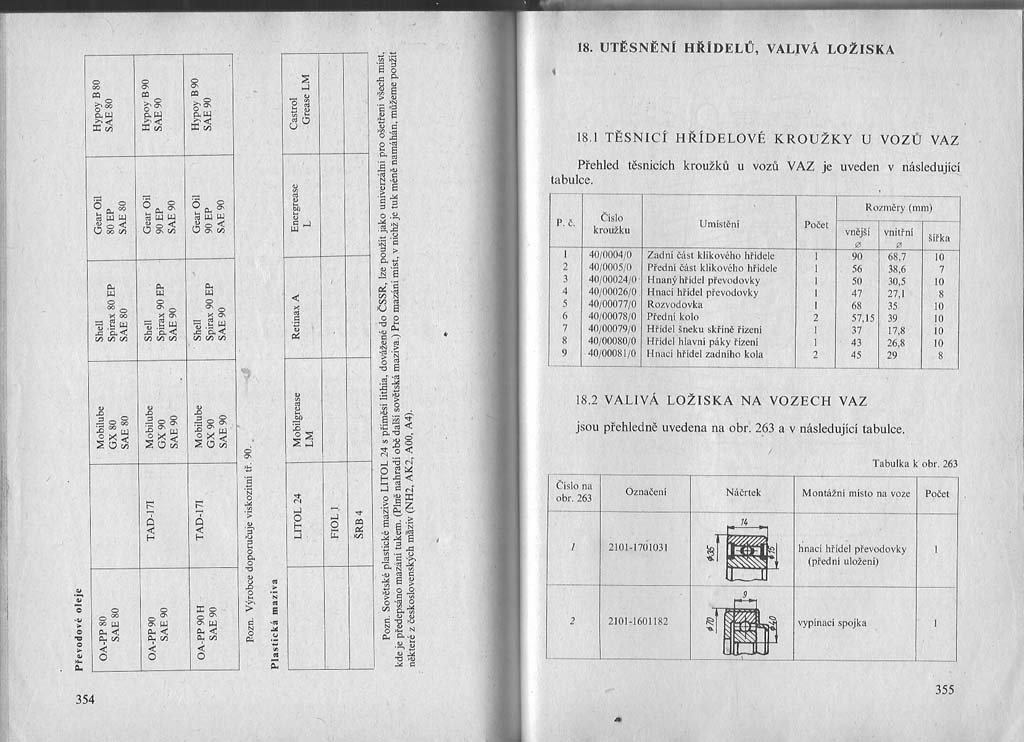 Převodové oleje
OA-PP 80 SAE 80 | | Mobilube GX 80 SAE 80 | Shell Spirax 80 EP SAE 80 | Gear Oil 80 EP SAE 80 | Hypoy B 80 SAE 80
OA-PP 90 SAE 90 | TAD-17I | Mobilube GX 90 SAE 90 | Shell Spirax 90 EP SAE 90 | Gear Oil 90 EP SAE 90 | Hypoy B 90 SAE 90
OA-PP 90 H SAE 90 | TAD-17I | Mobilube GX 90 SAE 90 | Shell Spirax 90 EP SAE 90 | Gear Oil 90 EP SAE 90 | Hypoy B 90 SAE 90
Pozn. Výrobce doporučuje viskozitní tř. 90.
Plastická maziva
LITOL 24 | Mobilgrease LM | Retinax A | Energrease L | Castrol Grease LM
FIOL 1
ŠRB 4
Pozn. Sovětské plastické mazivo LITOL 24 s příměsí lithia, dovážené do ČSSR, lze použít jako univerzální pro ošetření všech míst,
kde je předepsáno mazání tukem. (Plně nahradí obě další sovětská maziva.) Pro mazání míst, v nichž je tuk méně namáhán, můžeme použít
některé z československých maziv (NH2, AK2, A00, A4).
354
18. UTĚSNĚNÍ HŘÍDELŮ, VALIVÁ LOŽISKA
18.1 TĚSNICÍ HŘÍDELOVÉ KROUŽKY U VOZŮ VAZ
Přehled těsnicích kroužků u vozů VAZ je uveden v následující
tabulce.
P. č. | Číslo kroužku | Umístění | Počet | Rozměry (mm)
vnější ⌀ | vnitřní ⌀ | šířka
1 40/0004/0 Zadní část klikového hřídele 1 90 68,7 10
2 40/0005/0 Přední část klikového hřídele 1 56 38,6 7
3 40/00024/0 Hnaný hřídel převodovky 1 50 30,5 10
4 40/00026/0 Hnací hřídel převodovky 1 47 27,1 8
5 40/00077/0 Rozvodovka 1 68 35 10
6 40/00078/0 Přední kolo 2 57,15 39 10
7 40/00079/0 Hřídel šneku skříně řízení 1 37 17,8 10
8 40/00080/0 Hřídel hlavní páky řízení 1 43 26,8 10
9 40/00081/0 Hnací hřídel zadního kola 2 45 29 8
18.2 VALIVÁ LOŽISKA NA VOZECH VAZ
jsou přehledně uvedena na obr. 263 a v následující tabulce.
Tabulka k obr. 263
Číslo na obr. 263 | Označení | Náčrtek | Montážní místo na voze | Počet
1 | 2101-1701031 | 14 ⌀35 ⌀15 | hnací hřídel převodovky (přední uložení) | 1
2 | 2101-1601182 | 9 ⌀70 ⌀40 | vypínací spojka | 1
355